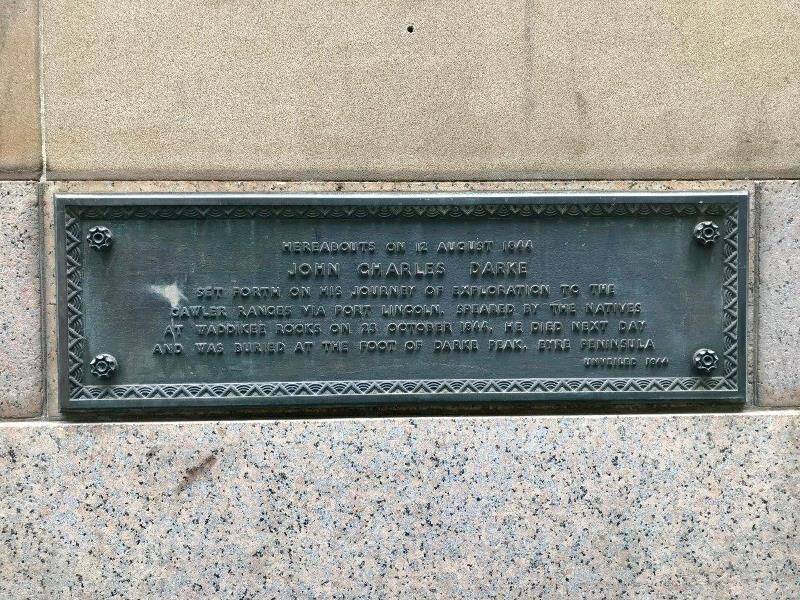 HEREABOUTS ON 12 AUGUST 1844
JOHN CHARLES DARKE
SET FORTH ON HIS JOURNEY OF EXPLORATION TO THE
GAWLER RANGES VIA PORT LINCOLN. SPEARED BY THE NATIVES
AT WADDIKEE ROCKS ON 23 OCTOBER 1844, HE DIED NEXT DAY
AND WAS BURIED AT THE FOOT OF DARKE PEAK, EYRE PENINSULA
UNVEILED 1944